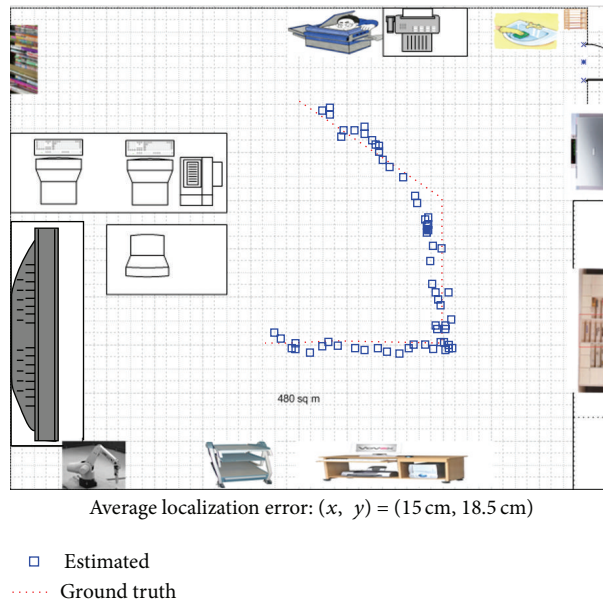 480 sq m
Average localization error: (x, y) = (15 cm, 18.5 cm)
Estimated
Ground truth